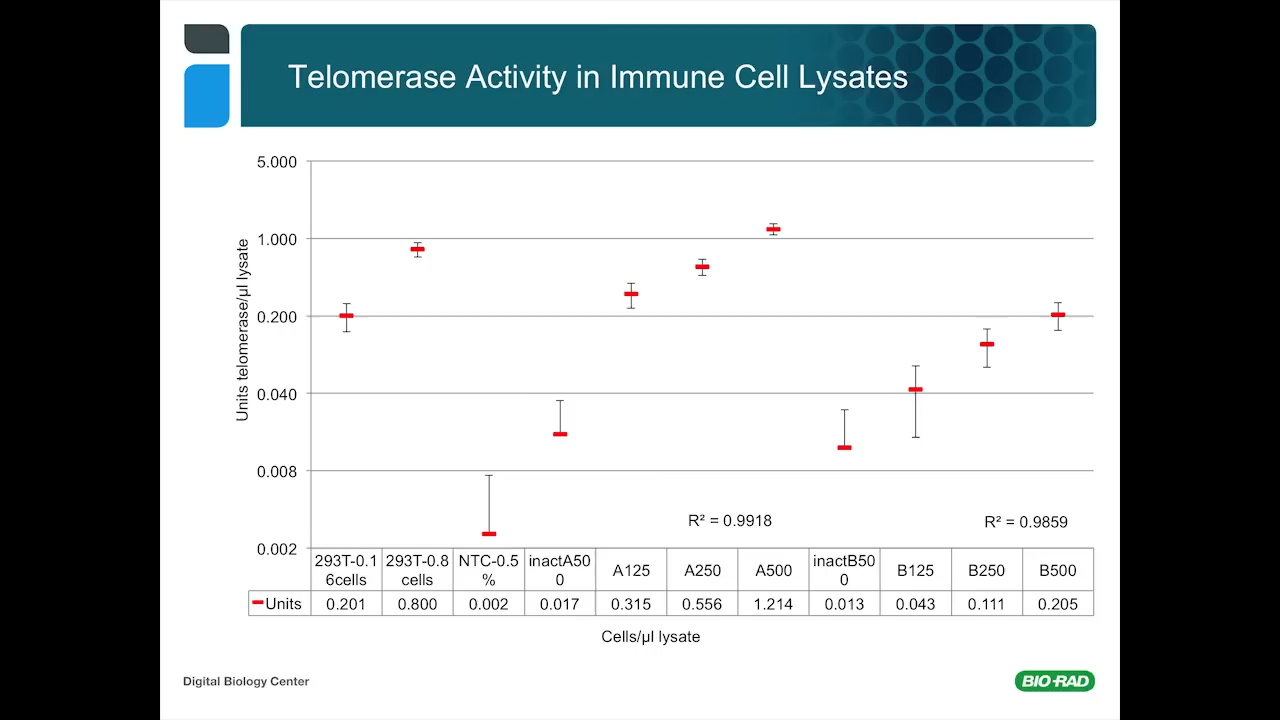 Telomerase Activity in Immune Cell Lysates
5.000
1.000
0.200
0.040
0.008
0.002
Units telomerase/µl lysate
R² = 0.9918
R² = 0.9859
293T-0.1 293T-0.8 NTC-0.5 inactA50 A125 A250 A500 inactB50 B125 B250 B500
6cells cells % 0 0
Units 0.201 0.800 0.002 0.017 0.315 0.556 1.214 0.013 0.043 0.111 0.205
Cells/µl lysate
Digital Biology Center
BIO-RAD